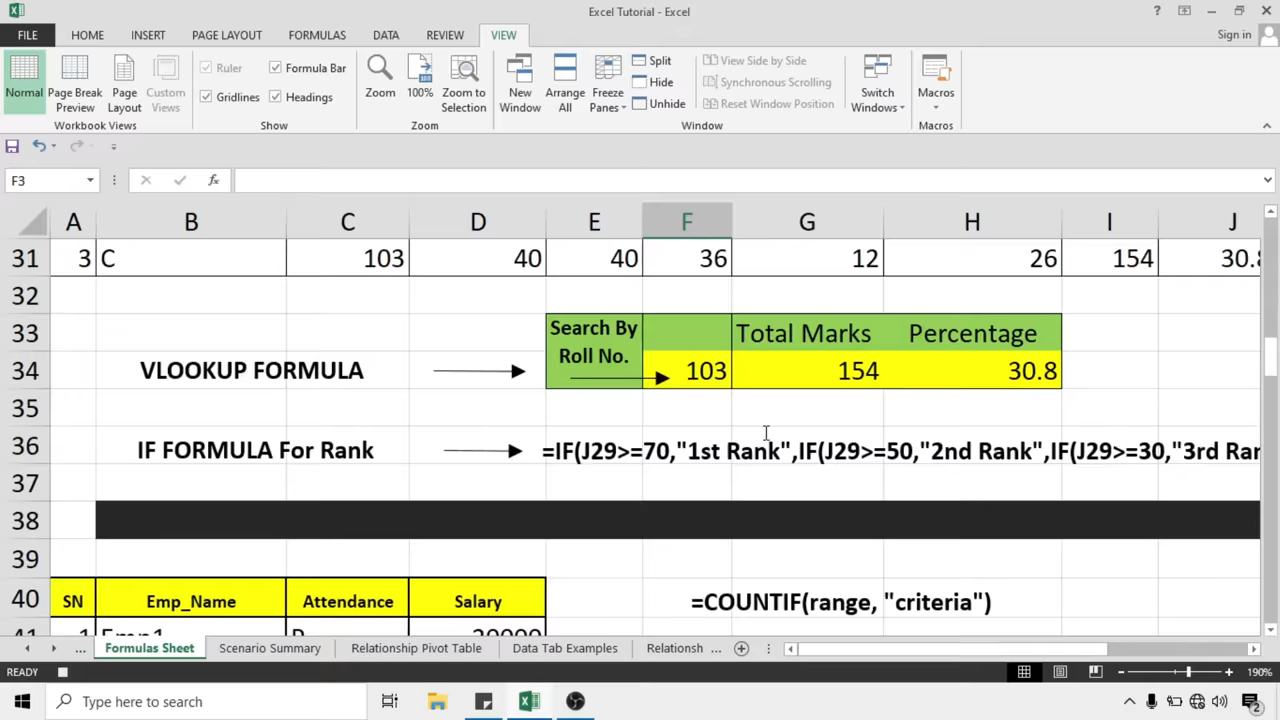 Excel Tutorial - Excel
?
FILE HOME INSERT PAGE LAYOUT FORMULAS DATA REVIEW VIEW Sign in
Normal Page Break Preview Page Layout Custom Views
Ruler Formula Bar
Gridlines Headings
Zoom 100% Zoom to Selection
New Window Arrange All Freeze Panes
Split
Hide
Unhide
View Side by Side
Synchronous Scrolling
Reset Window Position
Switch Windows Macros
Workbook Views Show Zoom Window Macros
F3 fx
A B C D E F G H I J
31 3 C 103 40 40 36 12 26 154 30.8
32
33 Search By Roll No. Total Marks Percentage
34 VLOOKUP FORMULA 103 154 30.8
35
36 IF FORMULA For Rank =IF(J29>=70,"1st Rank",IF(J29>=50,"2nd Rank",IF(J29>=30,"3rd Ran
37
38
39
40 SN Emp_Name Attendance Salary =COUNTIF(range, "criteria")
41 1 Emp1 P 20000
... Formulas Sheet Scenario Summary Relationship Pivot Table Data Tab Examples Relationsh ...
READY 190%
Type here to search 2